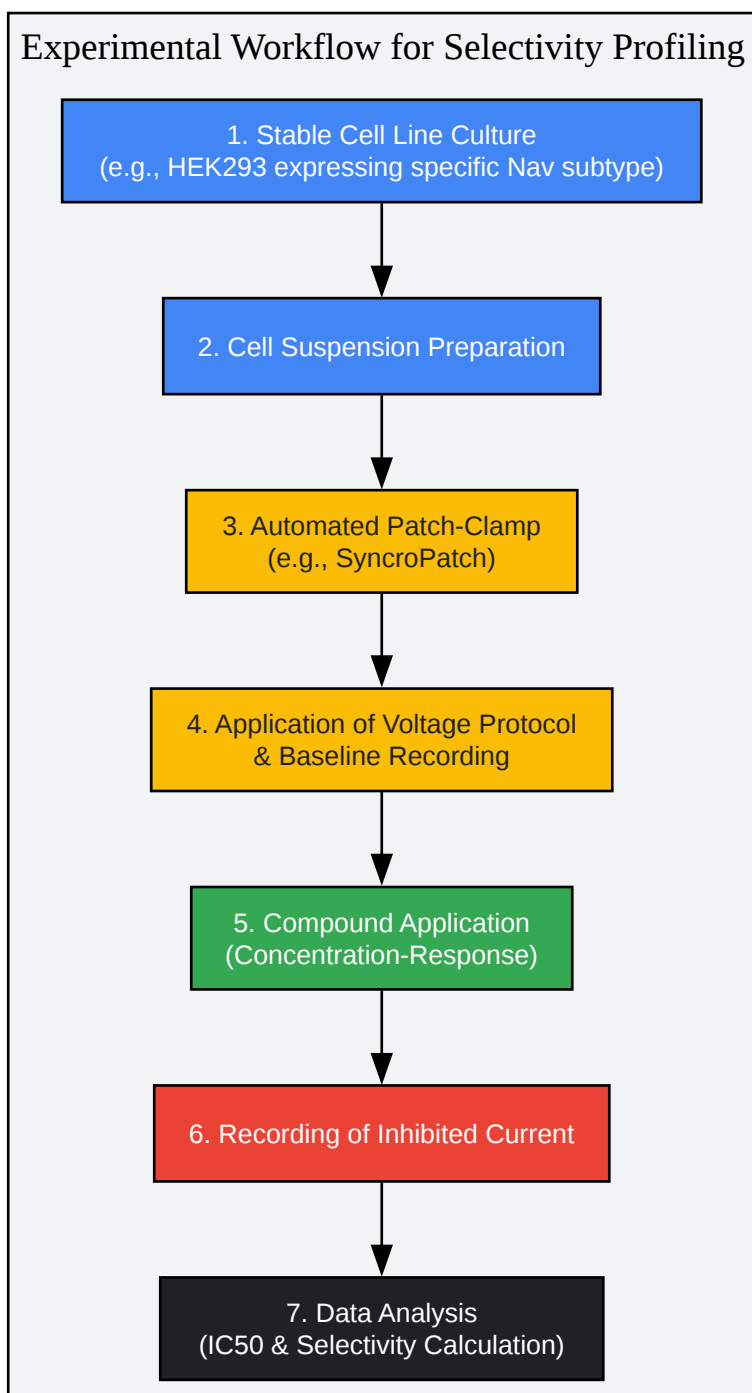 Experimental Workflow for Selectivity Profiling
1. Stable Cell Line Culture
(e.g., HEK293 expressing specific Nav subtype)
2. Cell Suspension Preparation
3. Automated Patch-Clamp
(e.g., SyncroPatch)
4. Application of Voltage Protocol
& Baseline Recording
5. Compound Application
(Concentration-Response)
6. Recording of Inhibited Current
7. Data Analysis
(IC50 & Selectivity Calculation)